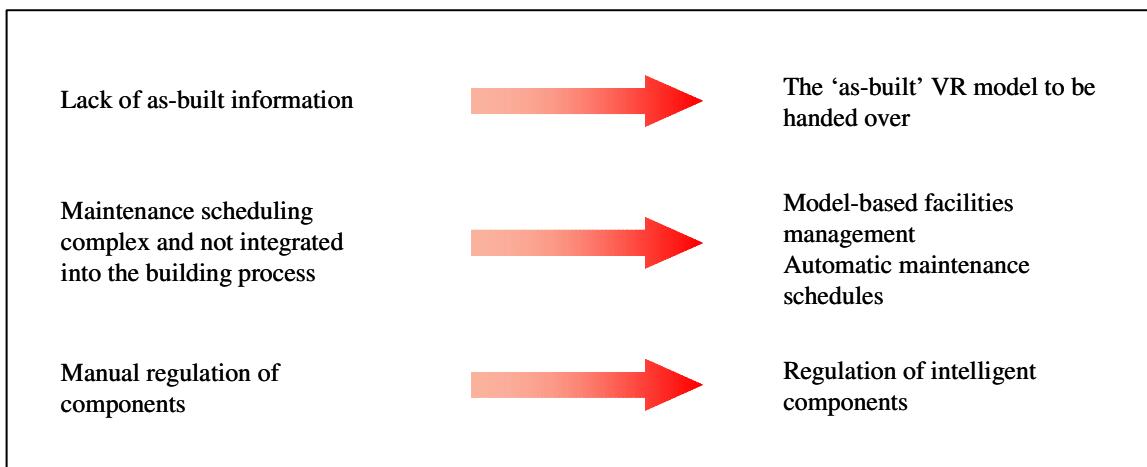 Lack of as-built information
The ‘as-built’ VR model to be
handed over
Maintenance scheduling
complex and not integrated
into the building process
Model-based facilities
management
Automatic maintenance
schedules
Manual regulation of
components
Regulation of intelligent
components